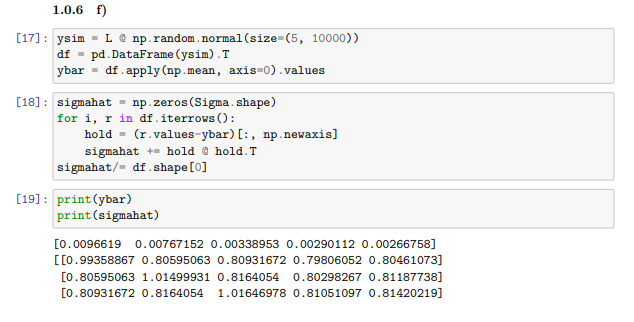 1.0.6 f)
[17]: ysim = L @ np.random.normal(size=(5, 10000))
df = pd.DataFrame(ysim).T
ybar = df.apply(np.mean, axis=0).values
[18]: sigmahat = np.zeros(Sigma.shape)
for i, r in df.iterrows():
hold = (r.values-ybar)[:, np.newaxis]
sigmahat += hold @ hold.T
sigmahat/= df.shape[0]
[19]: print(ybar)
print(sigmahat)
[0.0096619 0.00767152 0.00338953 0.00290112 0.00266758]
[[0.99358867 0.80595063 0.80931672 0.79806052 0.80461073]
[0.80595063 1.01499931 0.8164054 0.80298267 0.81187738]
[0.80931672 0.8164054 1.01646978 0.81051097 0.81420219]